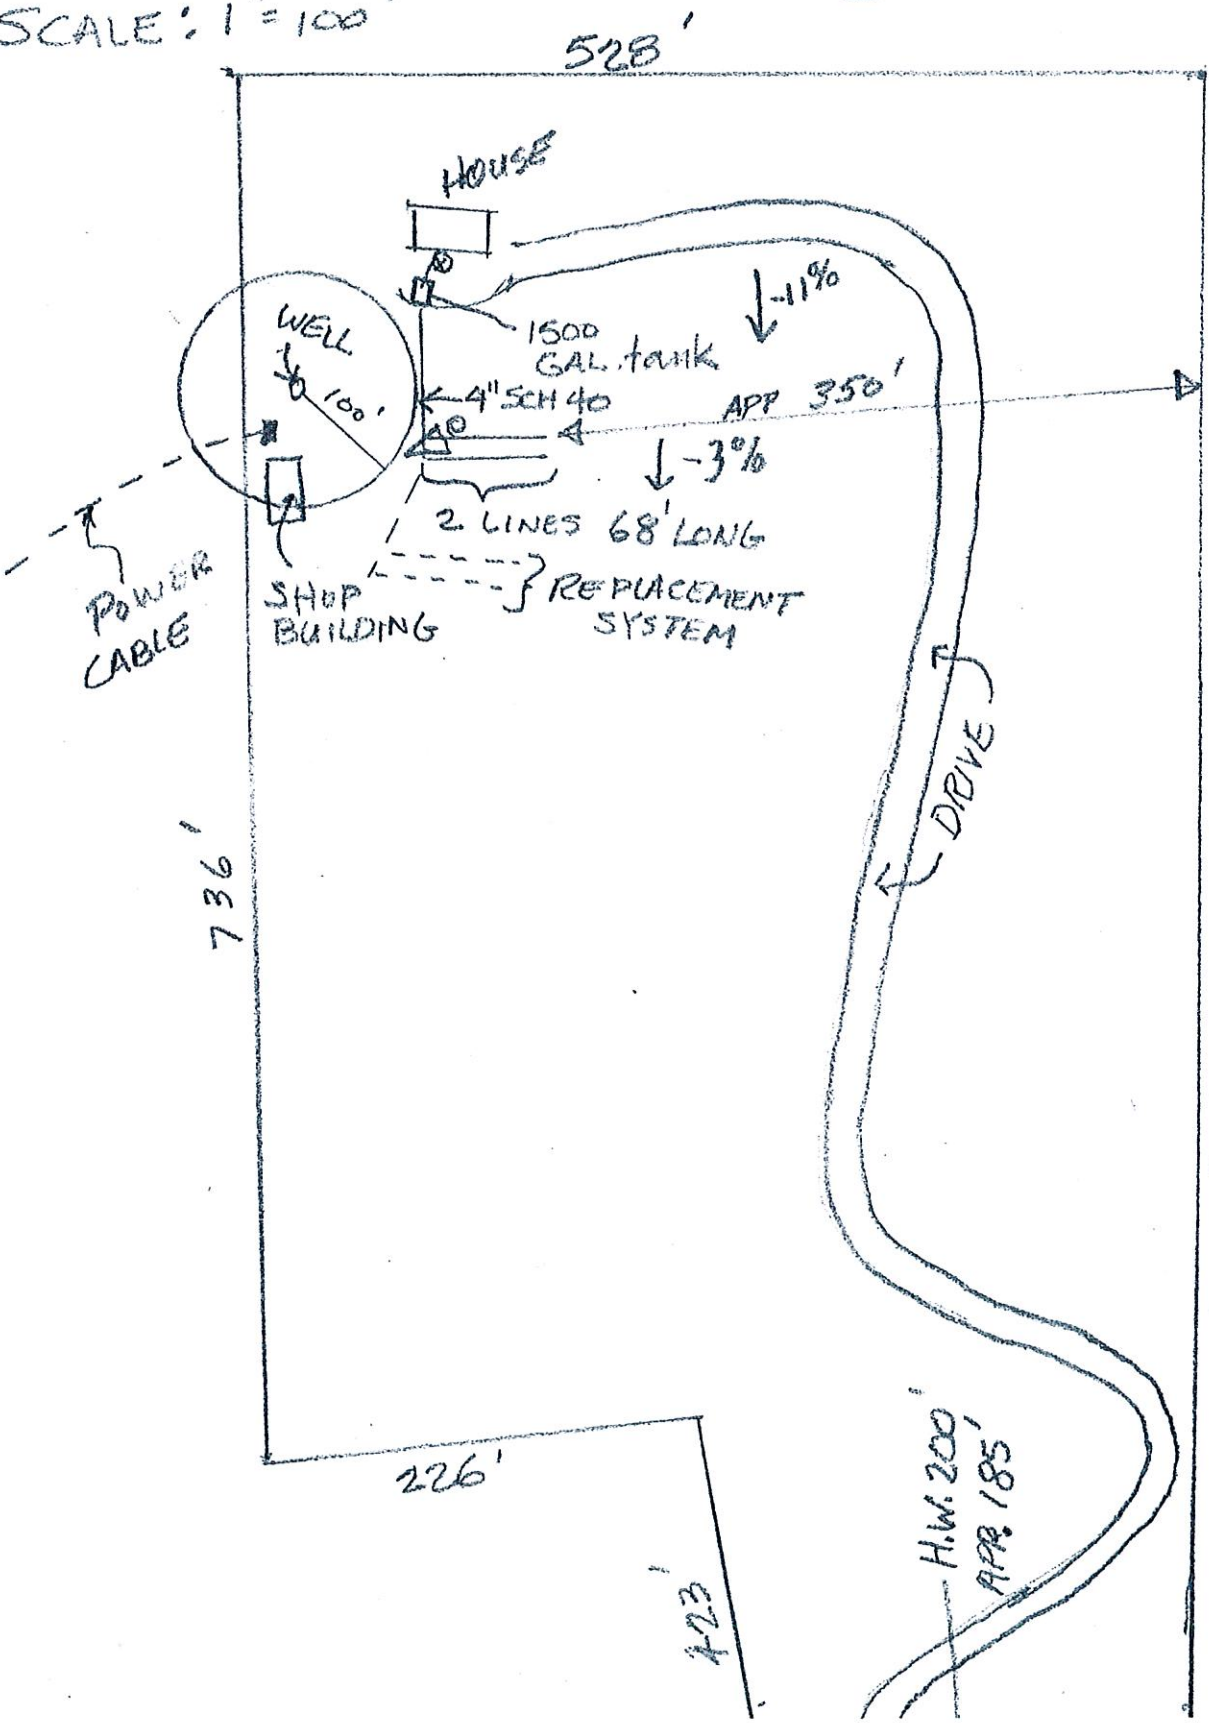 SCALE: 1" = 100'
528'
HOUSE
-11%
WELL
100'
1500
GAL. tank
4" SCH 40
APP 350'
-3%
2 LINES 68' LONG
REPLACEMENT
SYSTEM
SHOP
BUILDING
POWER
CABLE
DRIVE
736'
226'
423'
H.W. 200'
APR. 185'